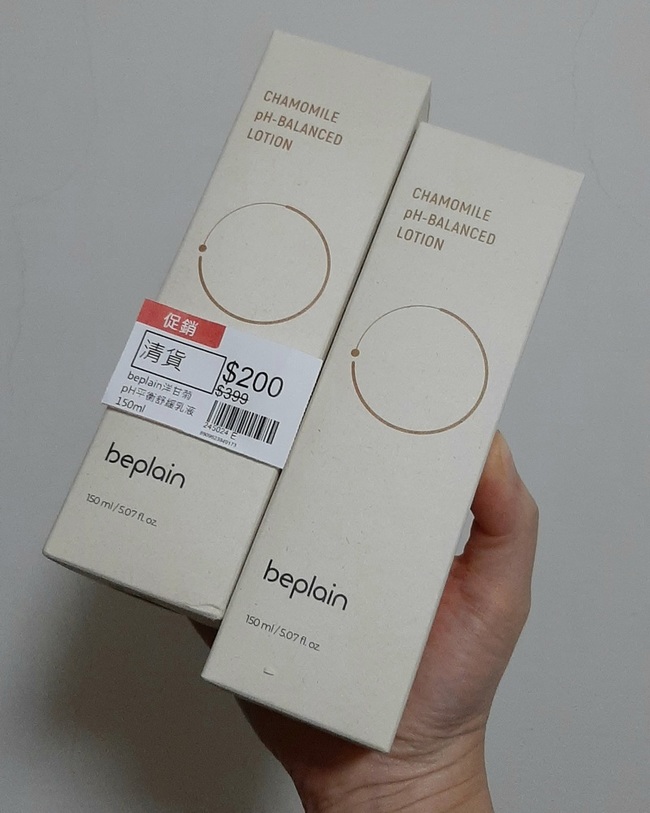 CHAMOMILE
pH-BALANCED
LOTION
促銷
清貨
$200
$399
beplain洋甘菊
pH平衡舒緩乳液
150ml
245024 E
beplain
150 ml / 5.07 fl. oz.
CHAMOMILE
pH-BALANCED
LOTION
beplain
150 ml / 5.07 fl. oz.